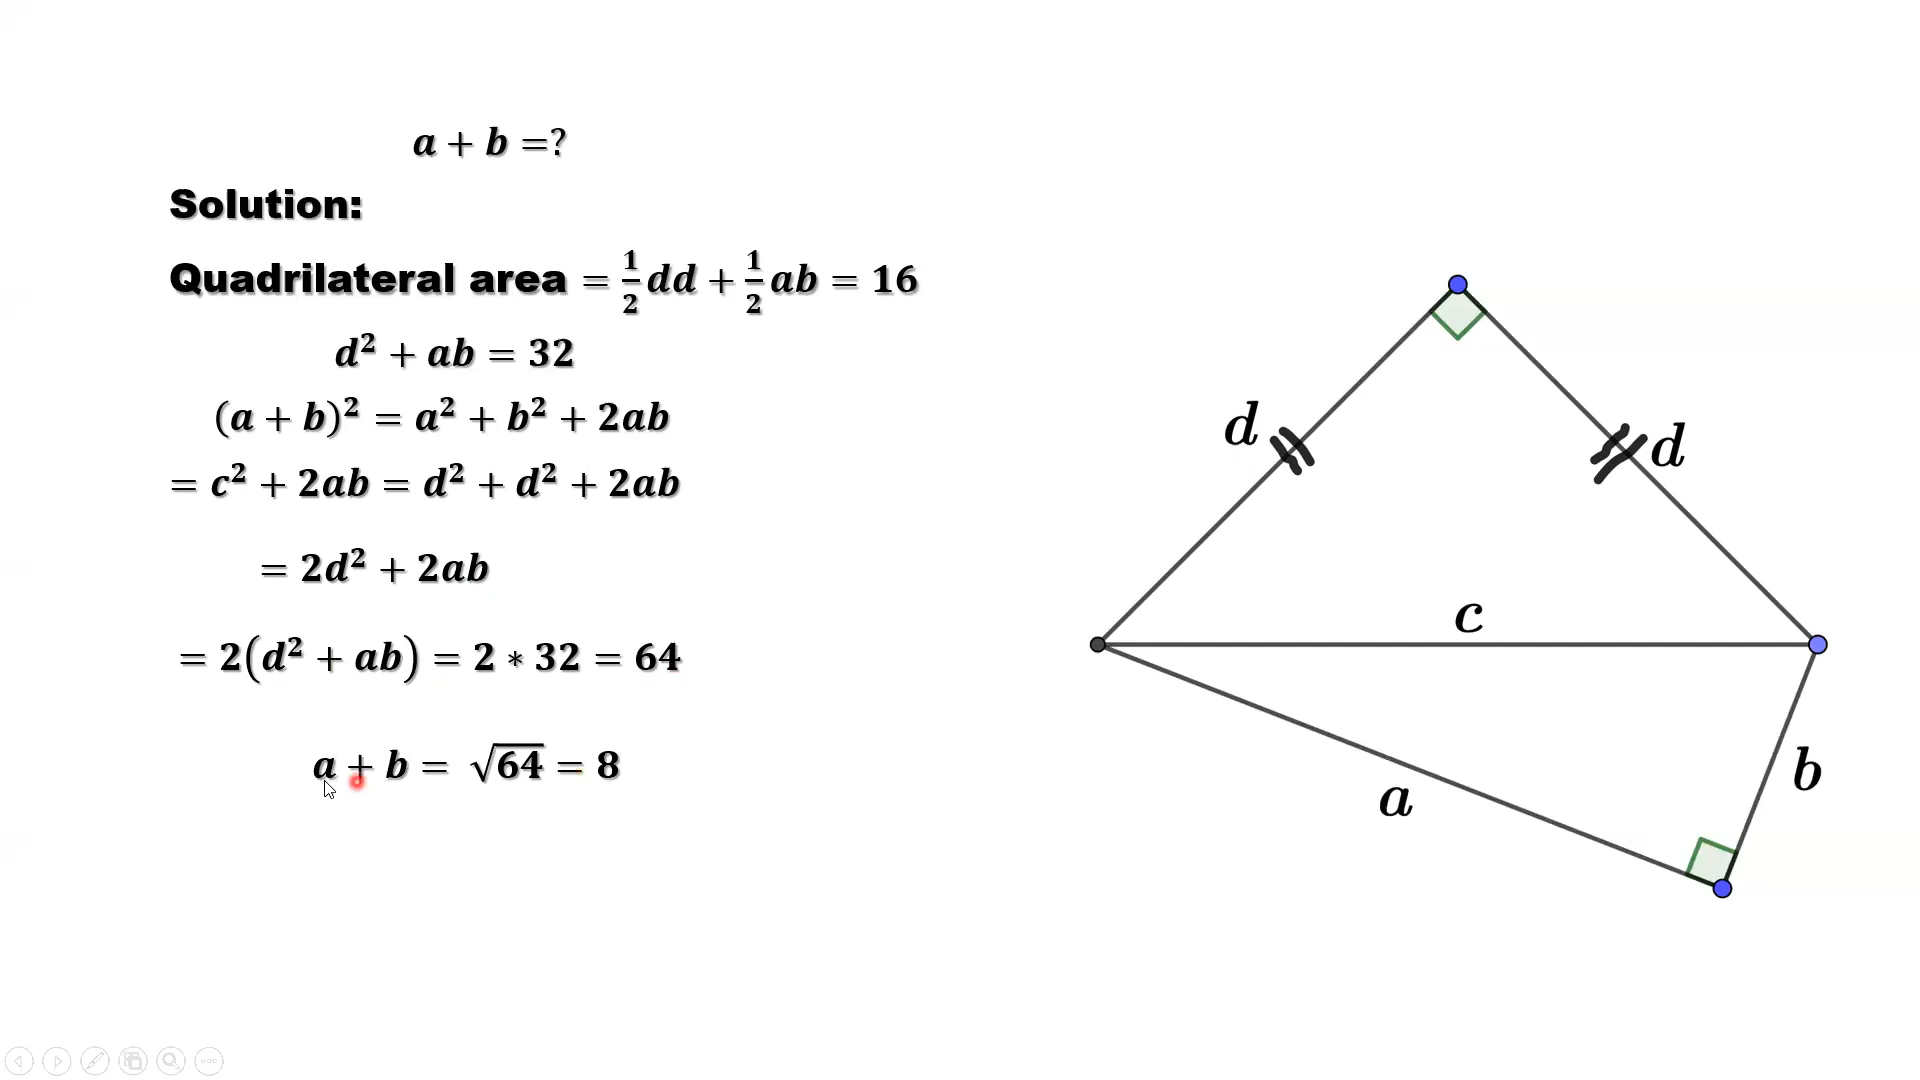 a + b =?
Solution:
Quadrilateral area = 1/2 dd + 1/2 ab = 16
d² + ab = 32
(a + b)² = a² + b² + 2ab
= c² + 2ab = d² + d² + 2ab
= 2d² + 2ab
= 2(d² + ab) = 2 * 32 = 64
a + b = √64 = 8
d
d
c
b
a